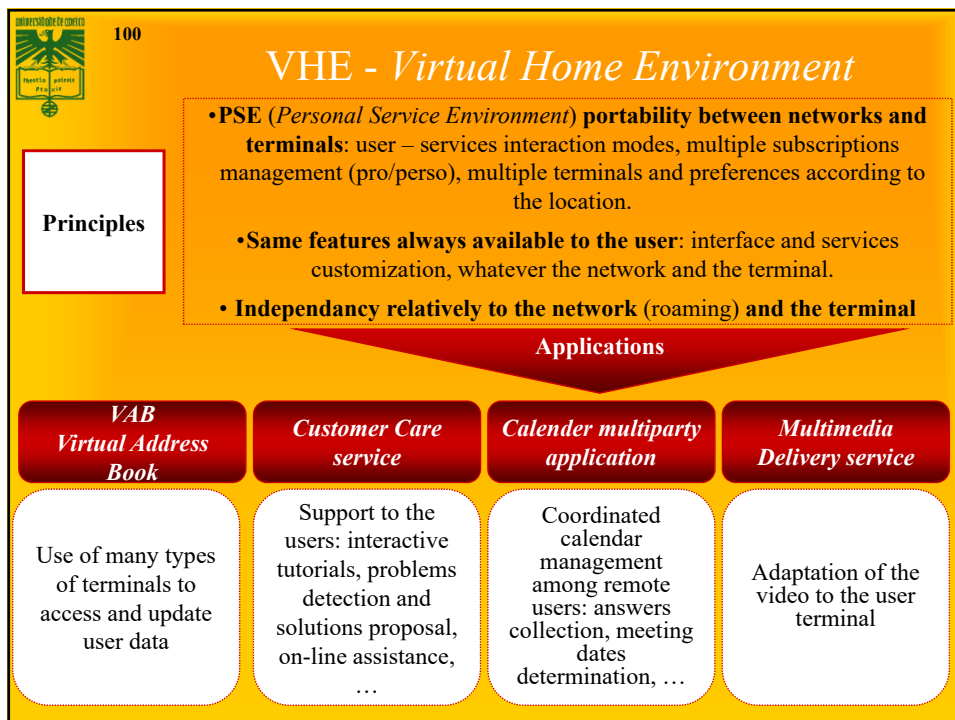 universidade de coveiro
100
theoria poiesis
Praxis
VHE - Virtual Home Environment
Principles
•PSE (Personal Service Environment) portability between networks and
terminals: user – services interaction modes, multiple subscriptions
management (pro/perso), multiple terminals and preferences according to
the location.
•Same features always available to the user: interface and services
customization, whatever the network and the terminal.
• Independancy relatively to the network (roaming) and the terminal
Applications
VAB
Virtual Address
Book
Use of many types
of terminals to
access and update
user data
Customer Care
service
Support to the
users: interactive
tutorials, problems
detection and
solutions proposal,
on-line assistance,
…
Calender multiparty
application
Coordinated
calendar
management
among remote
users: answers
collection, meeting
dates
determination, …
Multimedia
Delivery service
Adaptation of the
video to the user
terminal